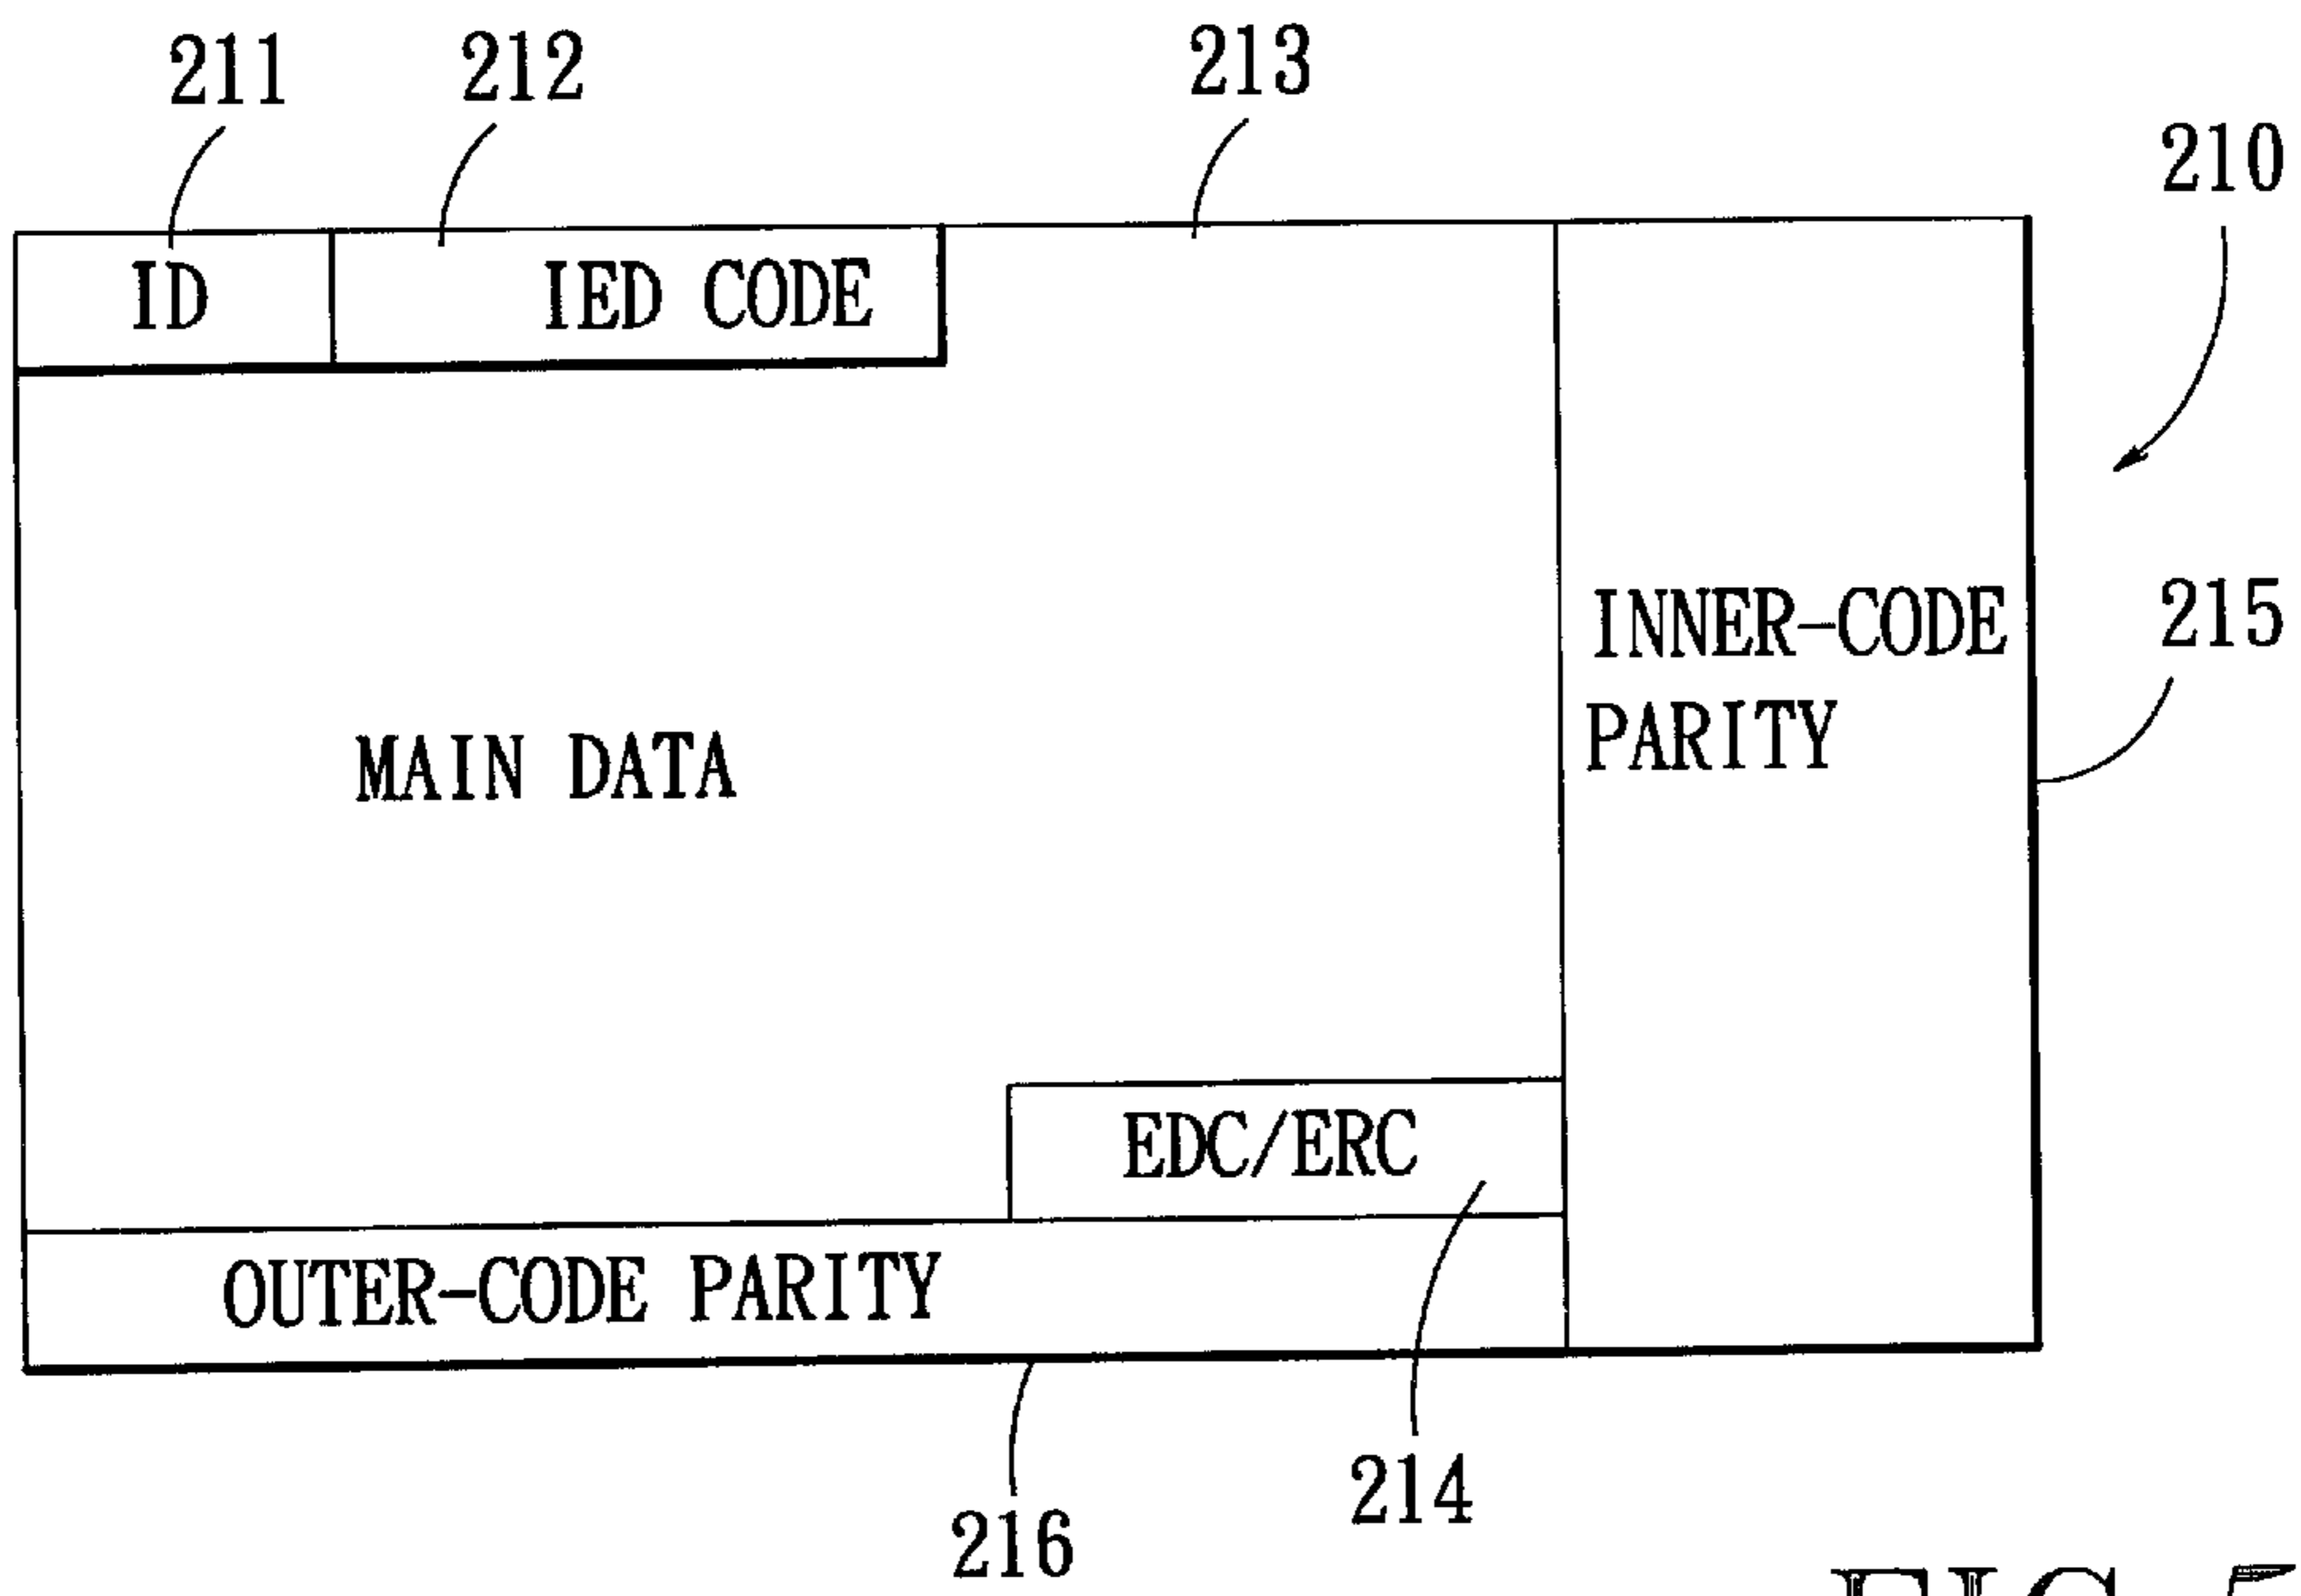 211 212 213
210
ID IED CODE
INNER-CODE
215
PARITY
MAIN DATA
EDC/ERC
OUTER-CODE PARITY
214
216